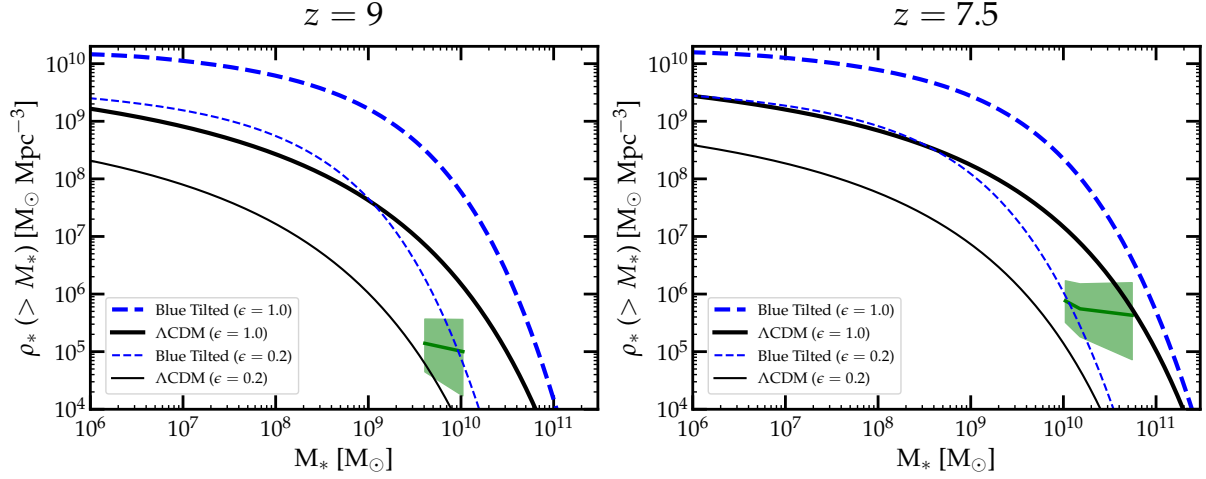 z = 9
ρ* (> M*) [M⊙ Mpc⁻³]
10¹⁰
10⁹
10⁸
10⁷
10⁶
10⁵
10⁴
Blue Tilted (ϵ = 1.0)
ΛCDM (ϵ = 1.0)
Blue Tilted (ϵ = 0.2)
ΛCDM (ϵ = 0.2)
10⁶ 10⁷ 10⁸ 10⁹ 10¹⁰ 10¹¹
M* [M⊙]
z = 7.5
ρ* (> M*) [M⊙ Mpc⁻³]
10¹⁰
10⁹
10⁸
10⁷
10⁶
10⁵
10⁴
Blue Tilted (ϵ = 1.0)
ΛCDM (ϵ = 1.0)
Blue Tilted (ϵ = 0.2)
ΛCDM (ϵ = 0.2)
10⁶ 10⁷ 10⁸ 10⁹ 10¹⁰ 10¹¹
M* [M⊙]